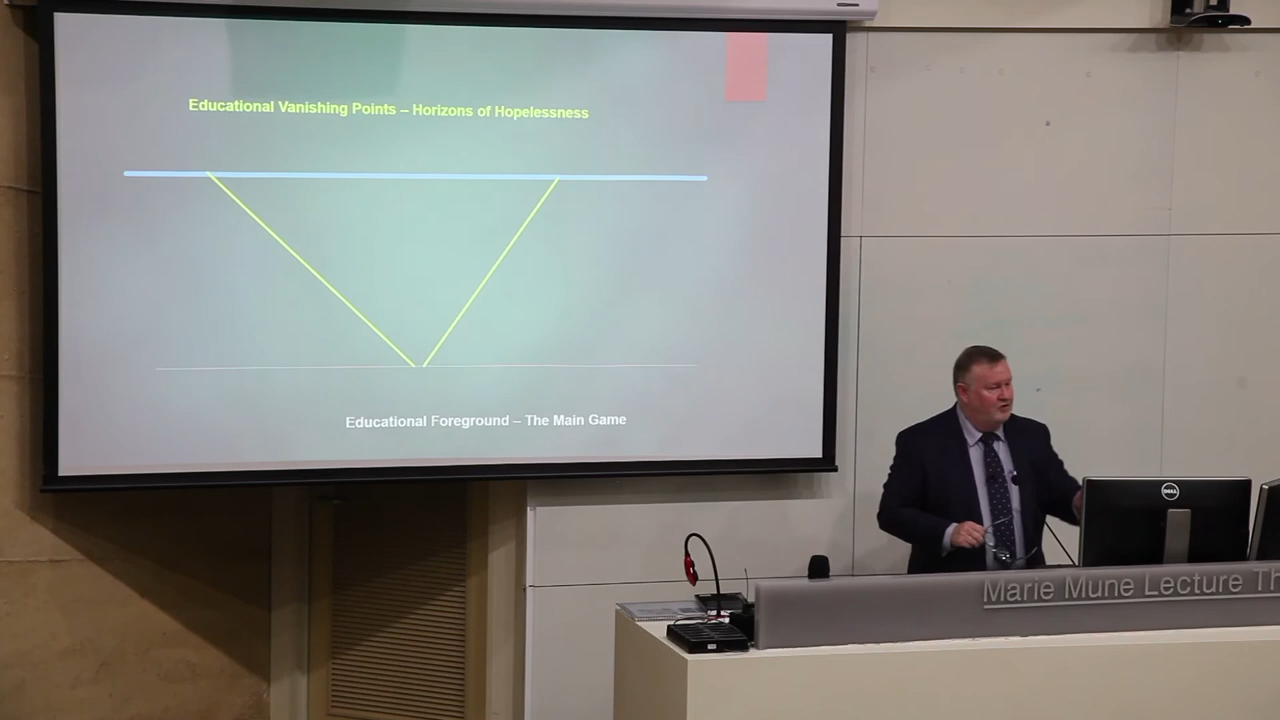 Educational Vanishing Points – Horizons of Hopelessness
Educational Foreground – The Main Game
DELL
Marie Mune Lecture Th